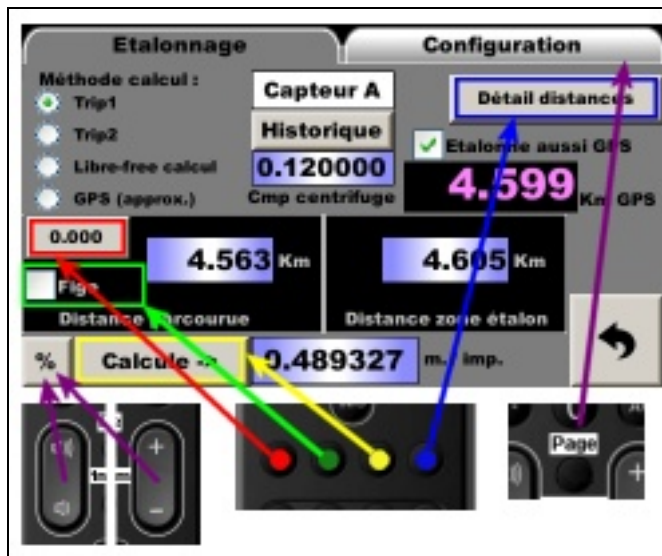 Etalonnage
Configuration
Méthode calcul :
Trip1
Trip2
Libre-free calcul
GPS (approx.)
Capteur A
Historique
0.120000
Cmp centrifuge
Détail distances
Etalonne aussi GPS
4.599 Km GPS
0.000
Fige
4.563 Km
Distance parcourue
4.605 Km
Distance zone étalon
% Calcule -> 0.489327 m./ imp.
Page